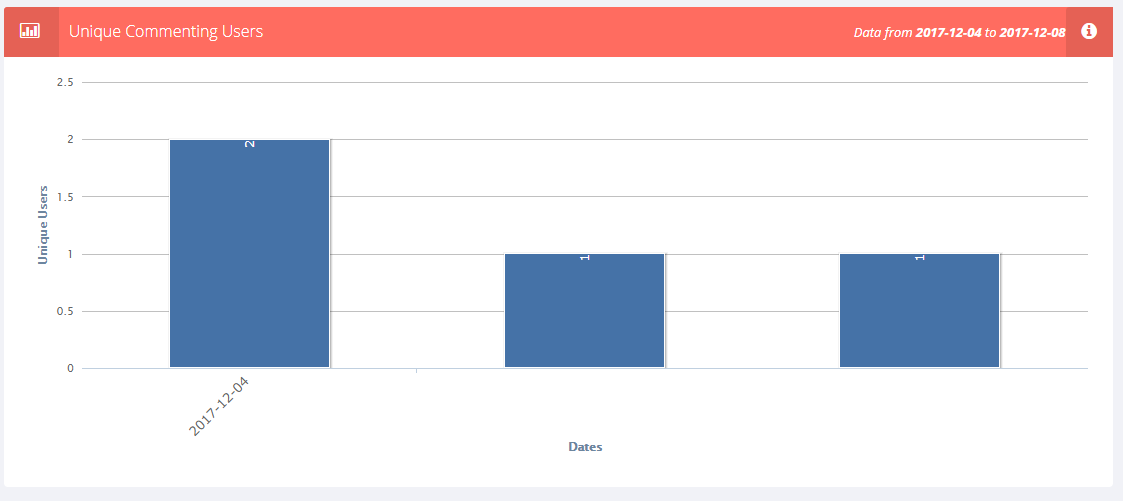 Unique Commenting Users
Data from 2017-12-04 to 2017-12-08
2.5
2
1.5
1
0.5
0
Unique Users
2
1
1
2017-12-04
Dates